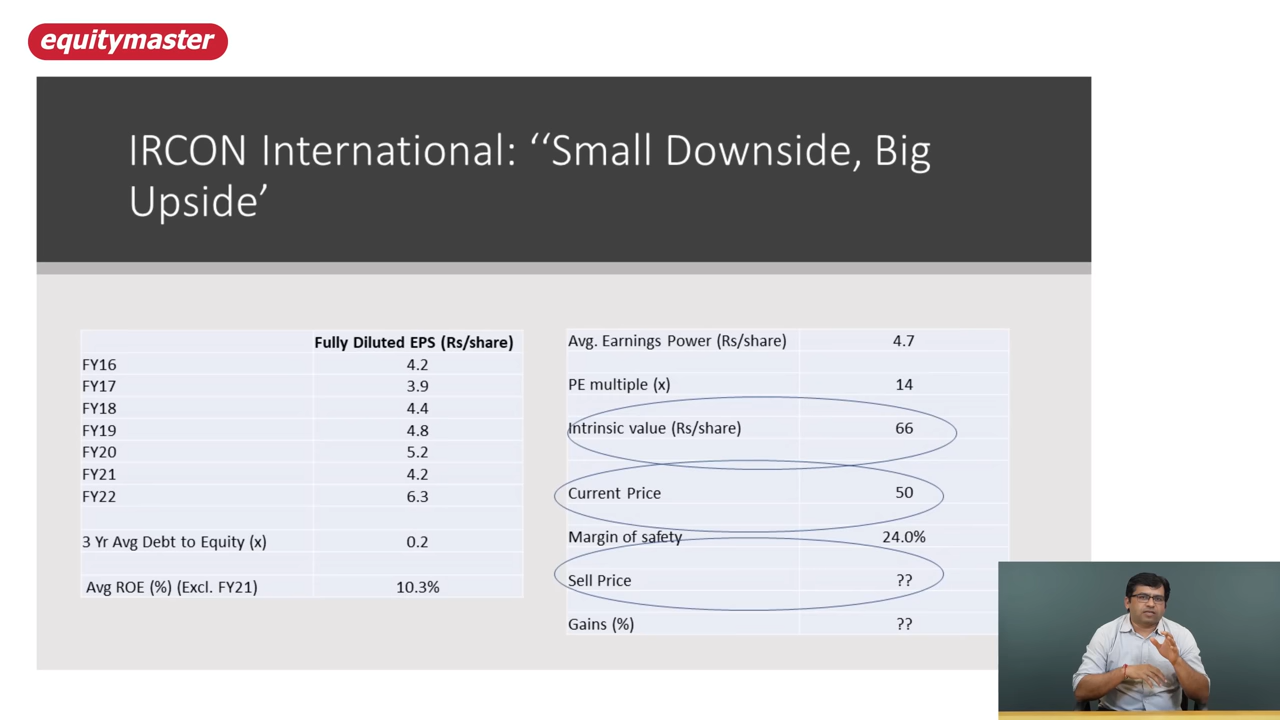 equitymaster
IRCON International: ‘‘Small Downside, Big
Upside’
Fully Diluted EPS (Rs/share)
FY16 4.2
FY17 3.9
FY18 4.4
FY19 4.8
FY20 5.2
FY21 4.2
FY22 6.3
3 Yr Avg Debt to Equity (x) 0.2
Avg ROE (%) (Excl. FY21) 10.3%
Avg. Earnings Power (Rs/share) 4.7
PE multiple (x) 14
Intrinsic value (Rs/share) 66
Current Price 50
Margin of safety 24.0%
Sell Price ??
Gains (%) ??